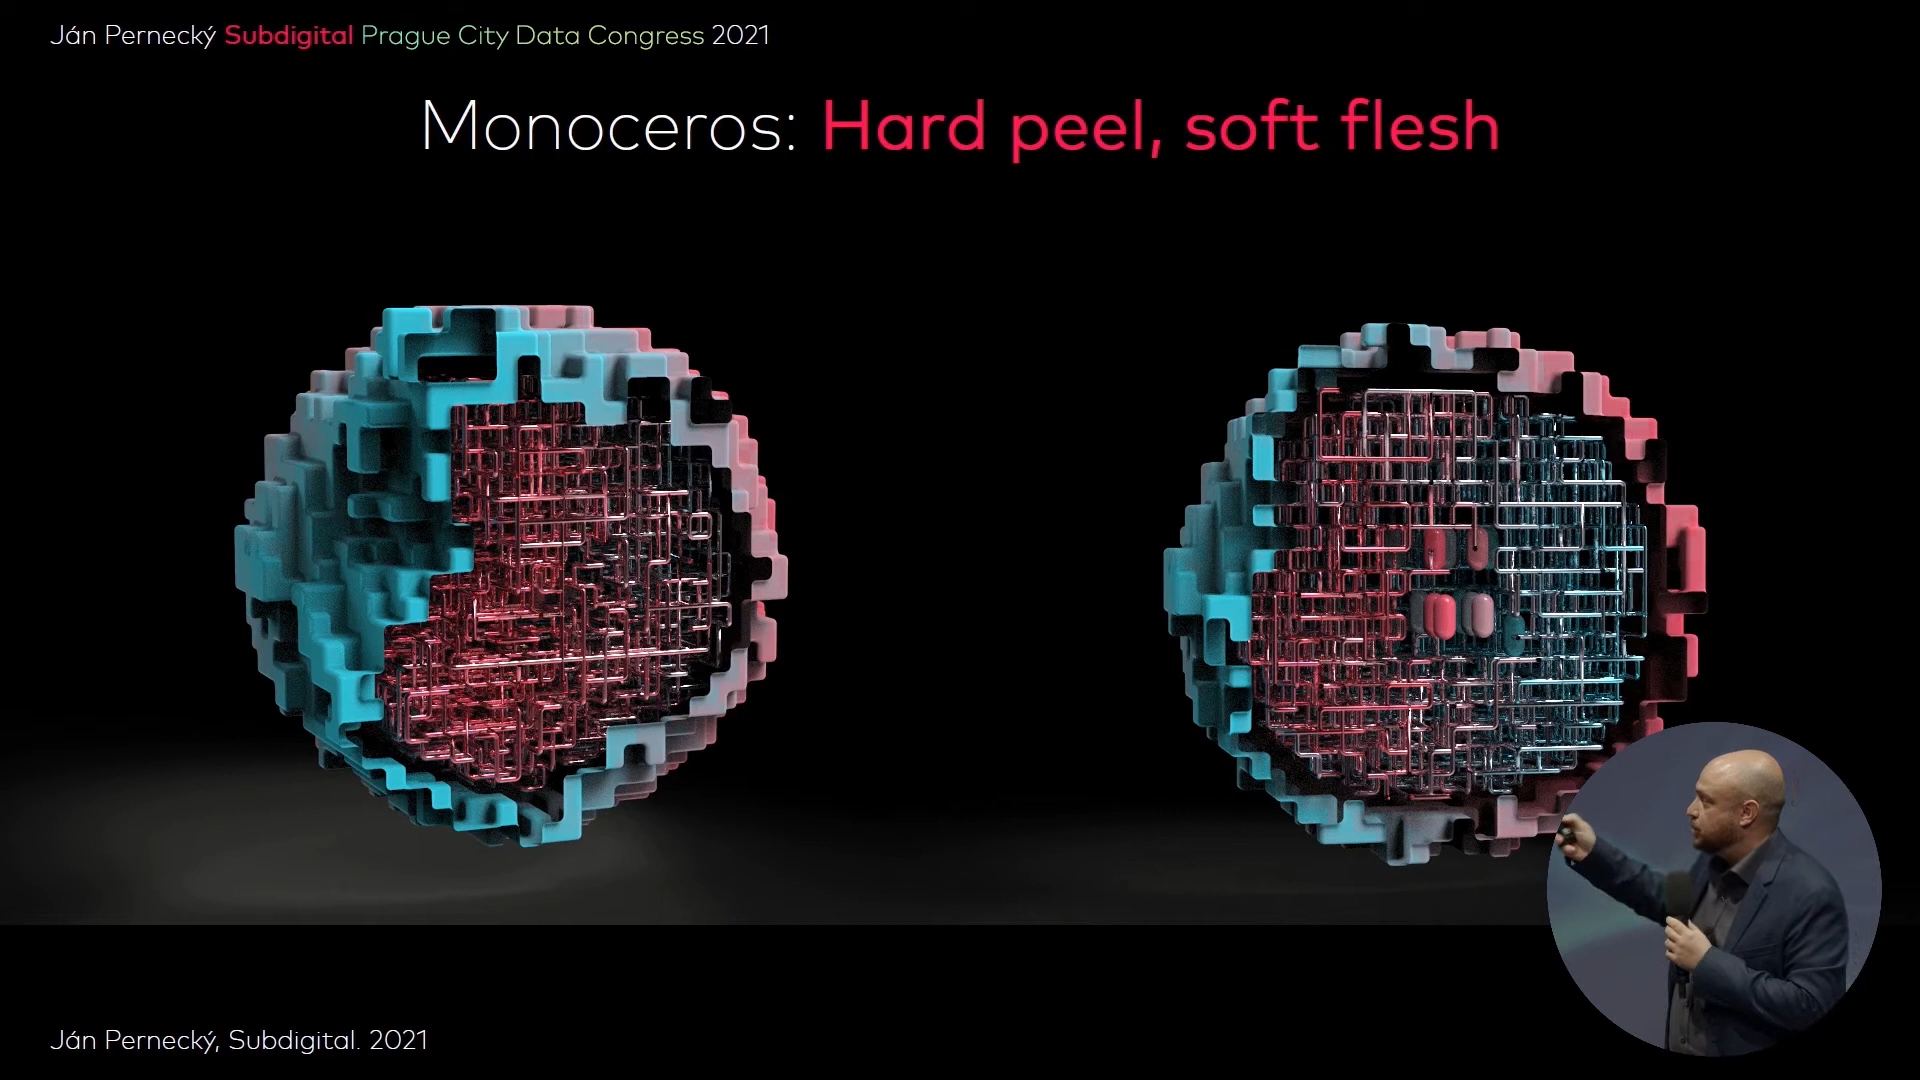 Ján Pernecký Subdigital Prague City Data Congress 2021
Monoceros: Hard peel, soft flesh
Ján Pernecký, Subdigital. 2021